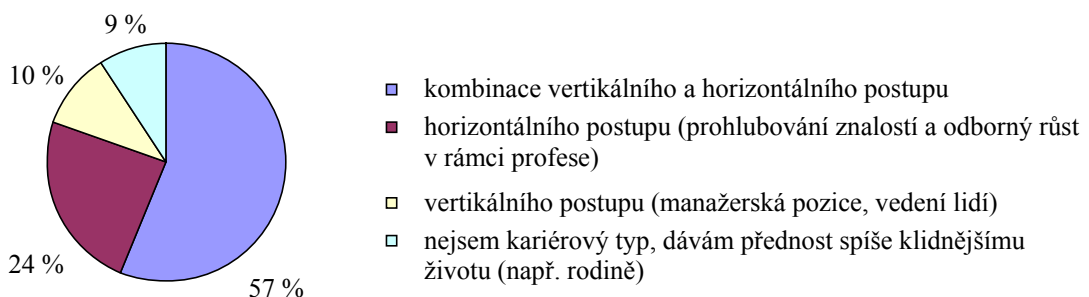 9 %
10 %
24 %
57 %
kombinace vertikálního a horizontálního postupu
horizontálního postupu (prohlubování znalostí a odborný růst
v rámci profese)
vertikálního postupu (manažerská pozice, vedení lidí)
nejsem kariérový typ, dávám přednost spíše klidnějšímu
životu (např. rodině)